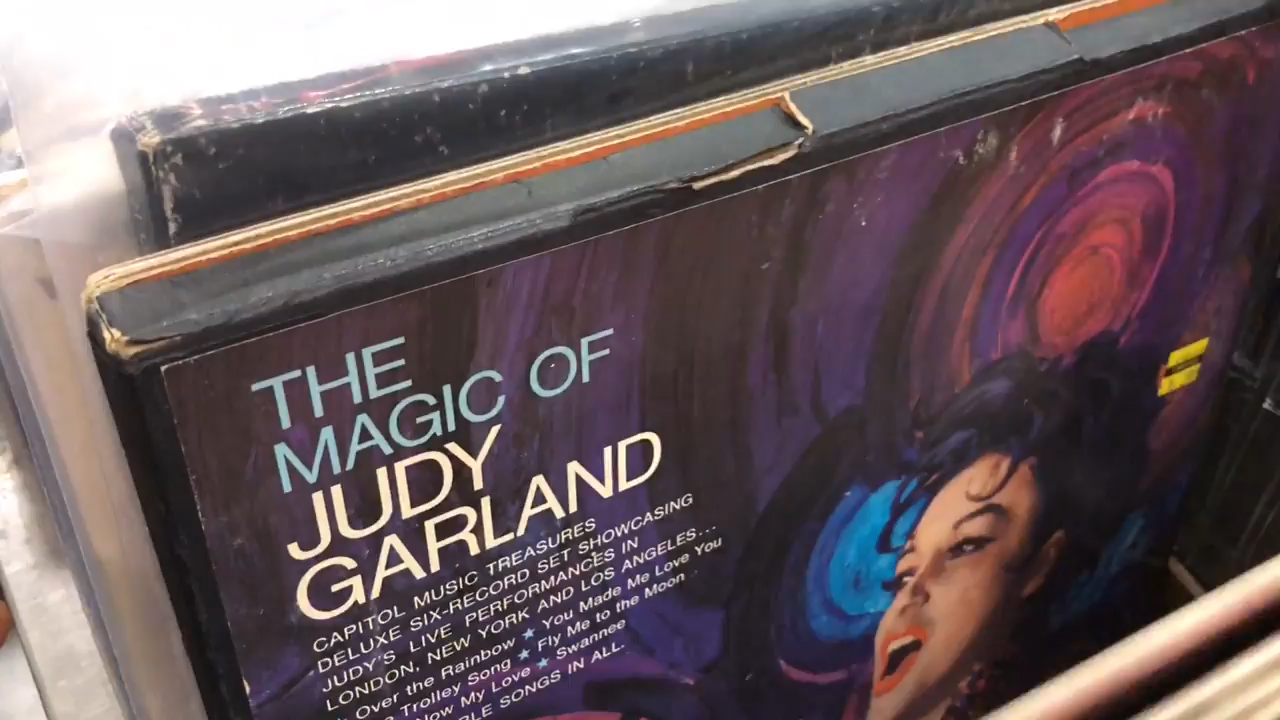 THE
MAGIC OF
JUDY
GARLAND
CAPITOL MUSIC TREASURES
DELUXE SIX-RECORD SET SHOWCASING
JUDY'S LIVE PERFORMANCES IN
LONDON, NEW YORK AND LOS ANGELES...
Over the Rainbow ★ You Made Me Love You
Trolley Song ★ Fly Me to the Moon
Now My Love ★ Swannee
SONGS IN ALL.